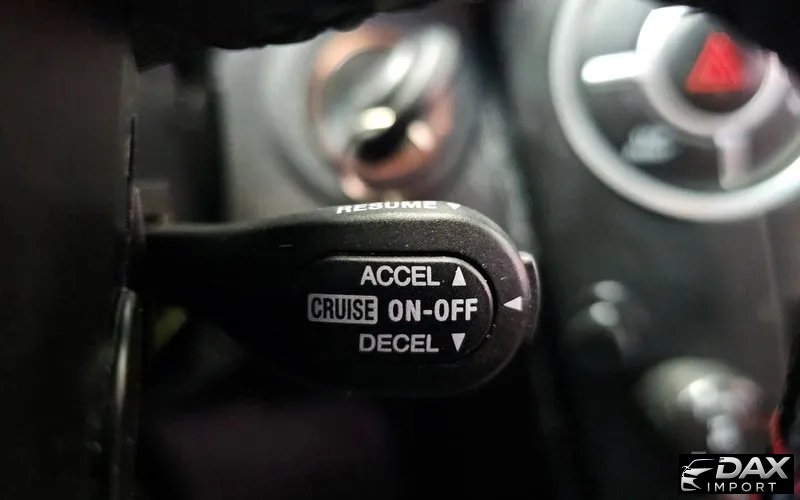 RESUME ▼
ACCEL ▲
CRUISE ON-OFF ◀
DECEL ▼
DAX
IMPORT